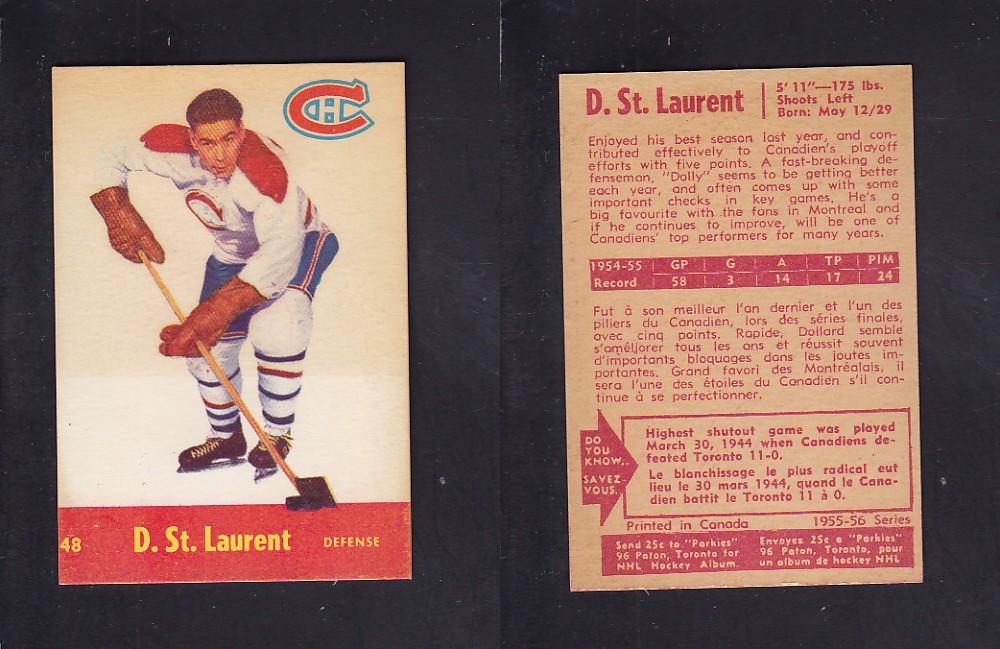 48
D. St. Laurent
DEFENSE
D. St. Laurent
5' 11"—175 lbs.
Shoots Left
Born: May 12/29
Enjoyed his best season last year, and con-
tributed effectively to Canadien's playoff
efforts with five points. A fast-breaking de-
fenseman, "Dolly" seems to be getting better
each year, and often comes up with some
important checks in key games. He's a
big favourite with the fans in Montreal and
if he continues to improve, will be one of
Canadiens' top performers for many years.
1954-55 GP G A TP PIM
Record 58 3 14 17 24
Fut à son meilleur l'an dernier et l'un des
piliers du Canadien, lors des séries finales,
avec cinq points. Rapide, Dollard semble
s'améljorer tous les ans et réussit souvent
d'importants bloquages dans les joutes im-
portantes. Grand favori des Montréalais, il
sera l'une des étoiles du Canadien s'il con-
tinue à se perfectionner.
DO
YOU
KNOW...
SAVEZ-
VOUS.
Highest shutout game was played
March 30, 1944 when Canadiens de-
feated Toronto 11-0.
Le blanchissage le plus radical eut
lieu le 30 mars 1944, quand le Cana-
dien battit le Toronto 11 à 0.
Printed in Canada
1955-56 Series
Send 25c to "Parkies"
96 Paton, Toronto for
NHL Hockey Album.
Envoyez 25c a "Parkies"
96 Paton, Toronto, pour
un album de hockey NHL